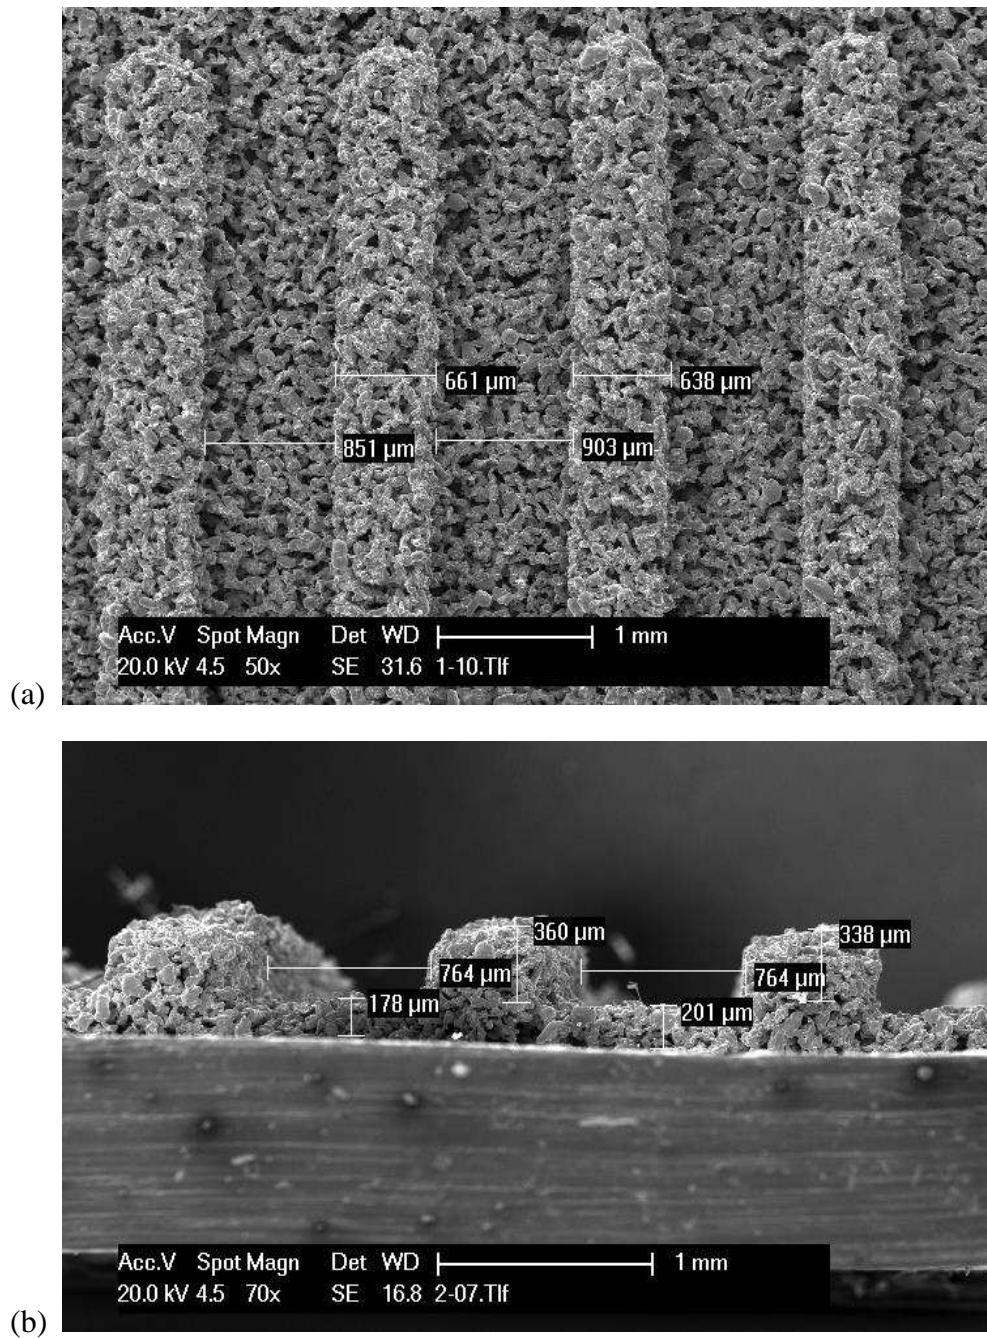 661 µm
638 µm
851 µm
903 µm
Acc.V Spot Magn Det WD 1 mm
20.0 kV 4.5 50x SE 31.6 1-10.TIf
(a)
360 µm
338 µm
764 µm
764 µm
178 µm
201 µm
Acc.V Spot Magn Det WD 1 mm
20.0 kV 4.5 70x SE 16.8 2-07.TIf
(b)